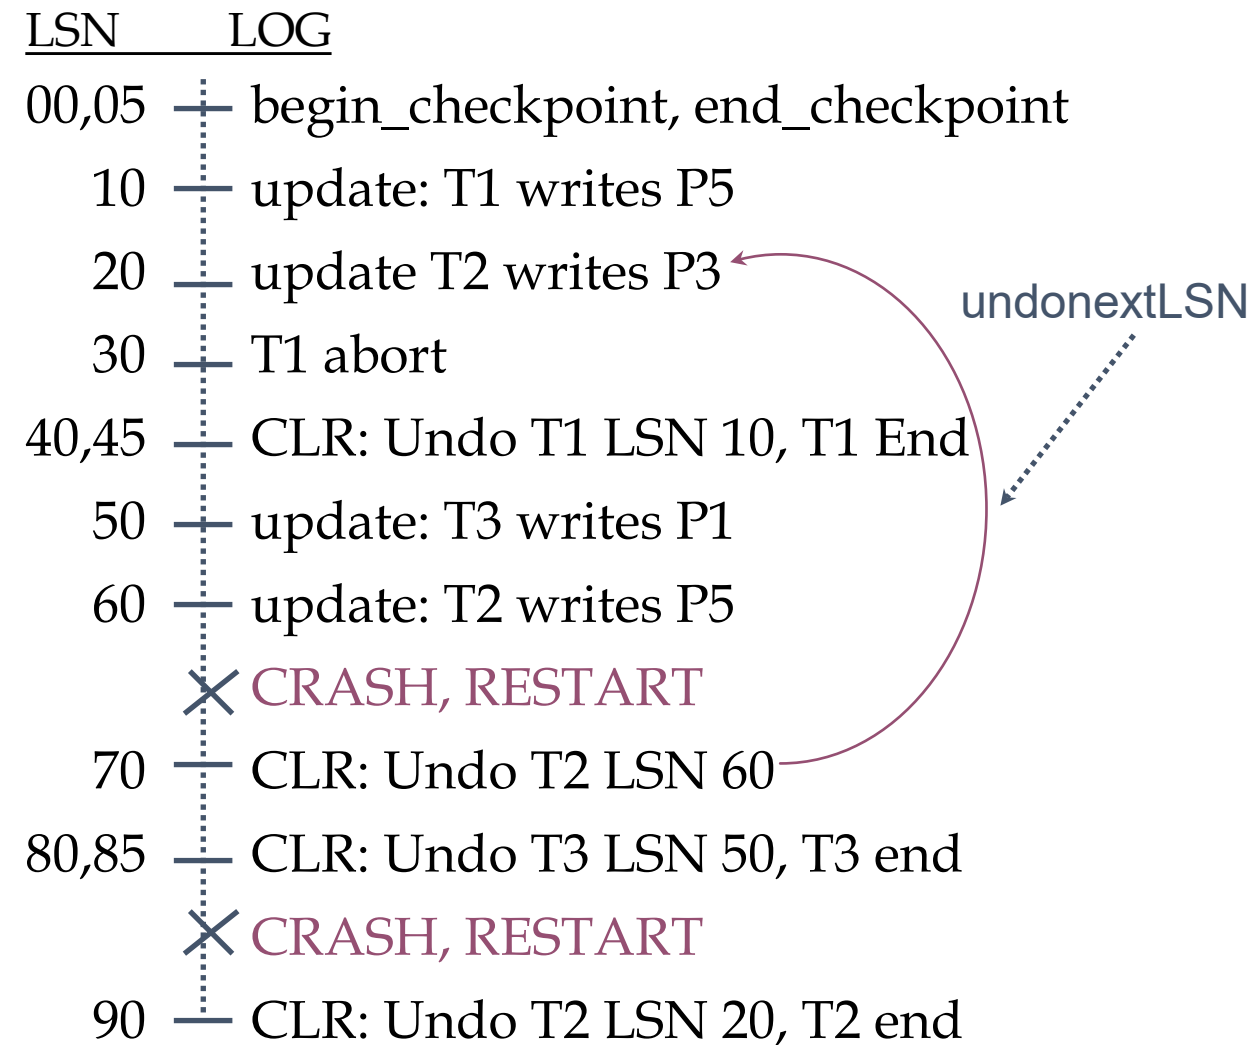 LSN LOG
00,05 begin_checkpoint, end_checkpoint
10 update: T1 writes P5
20 update T2 writes P3
undonextLSN
30 T1 abort
40,45 CLR: Undo T1 LSN 10, T1 End
50 update: T3 writes P1
60 update: T2 writes P5
CRASH, RESTART
70 CLR: Undo T2 LSN 60
80,85 CLR: Undo T3 LSN 50, T3 end
CRASH, RESTART
90 CLR: Undo T2 LSN 20, T2 end